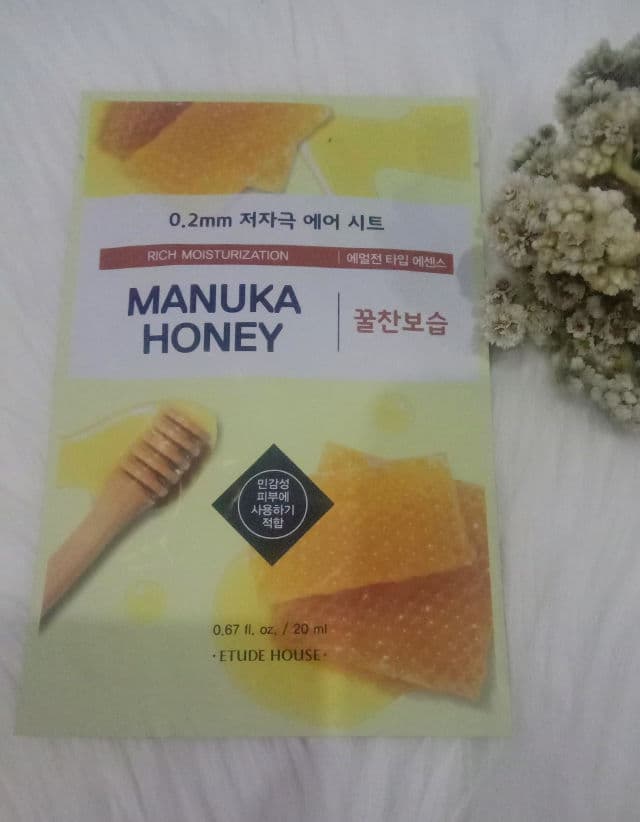 0.2mm 저자극 에어 시트
RICH MOISTURIZATION | 에멀전 타입 에센스
MANUKA
HONEY
꿀찬보습
민감성
피부에
사용하기
적합
0.67 fl. oz. / 20 ml
·ETUDE HOUSE·